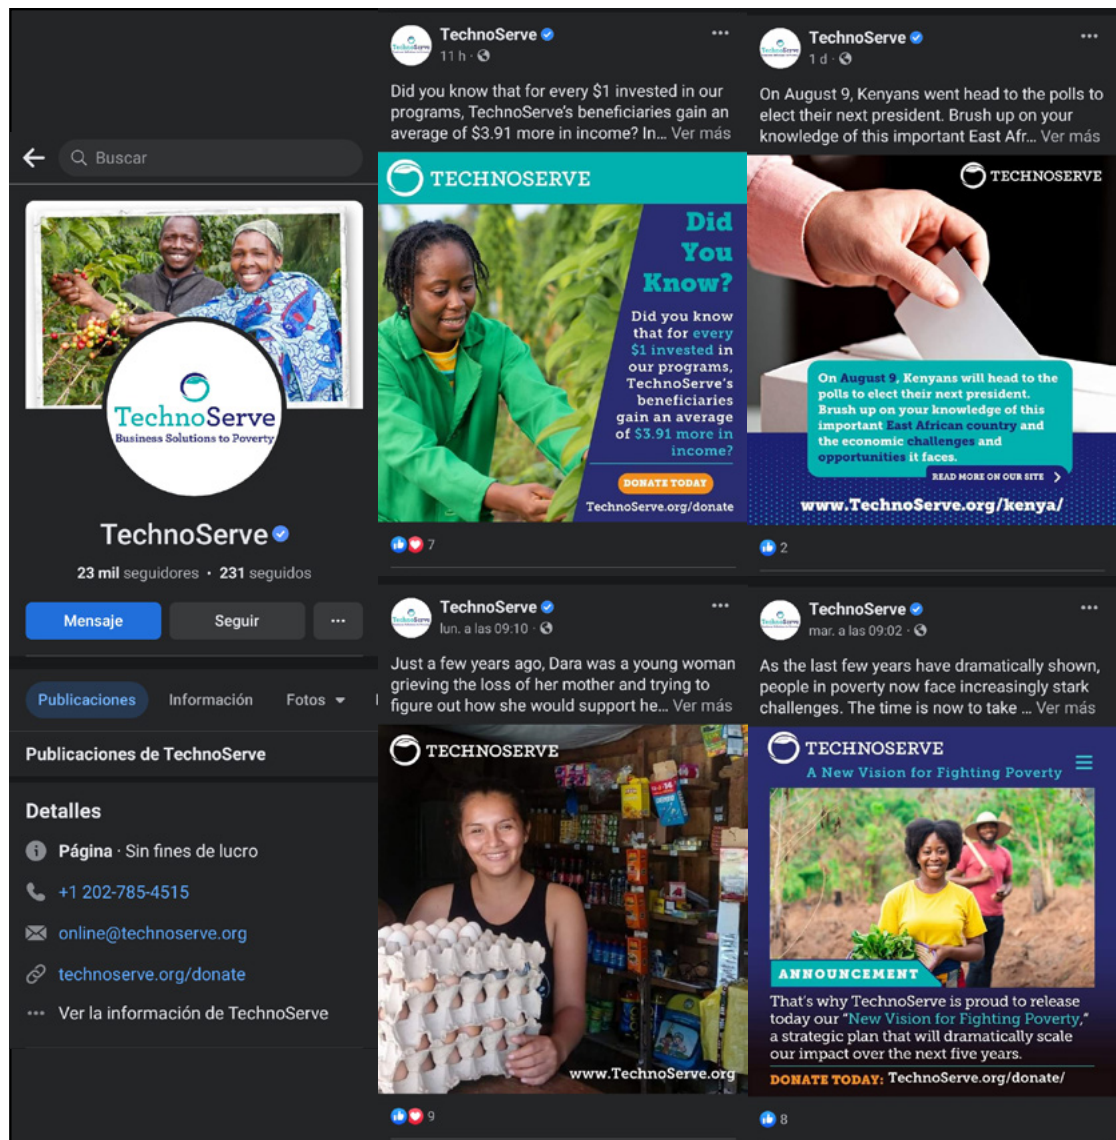 Buscar
TechnoServe
Business Solutions to Poverty
TechnoServe
23 mil seguidores • 231 seguidos
Mensaje
Seguir
Publicaciones
Información
Fotos
Publicaciones de TechnoServe
Detalles
Página · Sin fines de lucro
+1 202-785-4515
online@technoserve.org
technoserve.org/donate
Ver la información de TechnoServe
TechnoServe
11 h
Did you know that for every $1 invested in our
programs, TechnoServe's beneficiaries gain an
average of $3.91 more in income? In... Ver más
TECHNOSERVE
Did
You
Know?
Did you know
that for every
$1 invested in
our programs,
TechnoServe's
beneficiaries
gain an average
of $3.91 more in
income?
DONATE TODAY
TechnoServe.org/donate
7
TechnoServe
1 d
On August 9, Kenyans went head to the polls to
elect their next president. Brush up on your
knowledge of this important East Afr... Ver más
TECHNOSERVE
On August 9, Kenyans will head to the
polls to elect their next president.
Brush up on your knowledge of this
important East African country and
the economic challenges and
opportunities it faces.
READ MORE ON OUR SITE
www.TechnoServe.org/kenya/
2
TechnoServe
lun. a las 09:10
Just a few years ago, Dara was a young woman
grieving the loss of her mother and trying to
figure out how she would support he... Ver más
TECHNOSERVE
www.TechnoServe.org
9
TechnoServe
mar. a las 09:02
As the last few years have dramatically shown,
people in poverty now face increasingly stark
challenges. The time is now to take ... Ver más
TECHNOSERVE
A New Vision for Fighting Poverty
ANNOUNCEMENT
That's why TechnoServe is proud to release
today our "New Vision for Fighting Poverty,"
a strategic plan that will dramatically scale
our impact over the next five years.
DONATE TODAY: TechnoServe.org/donate/
8